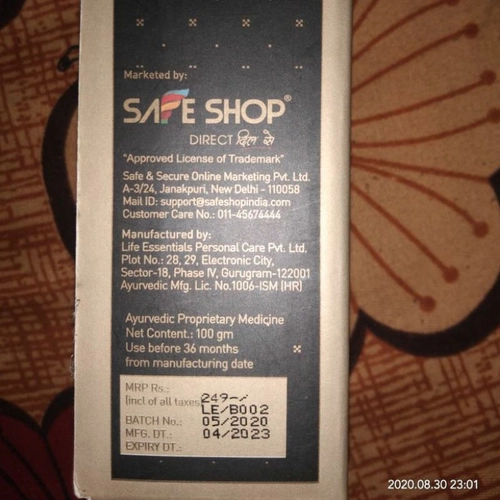 Marketed by:
SAFE SHOP®
DIRECT दिल से
"Approved License of Trademark"
Safe & Secure Online Marketing Pvt. Ltd.
A-3/24, Janakpuri, New Delhi - 110058
Mail ID: support@safeshopindia.com
Customer Care No.: 011-45674444
Manufactured by:
Life Essentials Personal Care Pvt. Ltd.
Plot No.: 28, 29, Electronic City,
Sector-18, Phase IV, Gurugram-122001
Ayurvedic Mfg. Lic. No.1006-ISM (HR)
Ayurvedic Proprietary Medicine
Net Content.: 100 gm
Use before 36 months
from manufacturing date
MRP Rs.:
(incl of all taxes) 249-/
LE/B002
BATCH No.: 05/2020
MFG. DT.: 04/2023
EXPIRY DT.:
2020.08.30 23:01